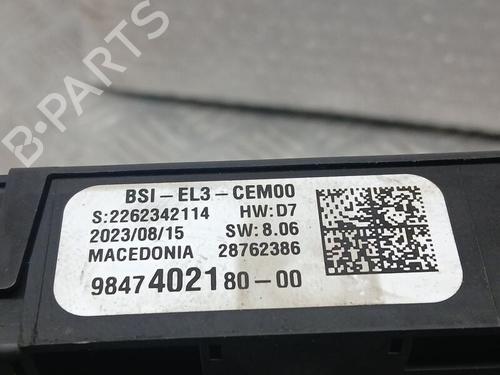 B-PARTS
BSI-EL3-CEM00
S:2262342114 HW:D7
2023/08/15 SW:8.06
MACEDONIA 28762386
9847402180-00